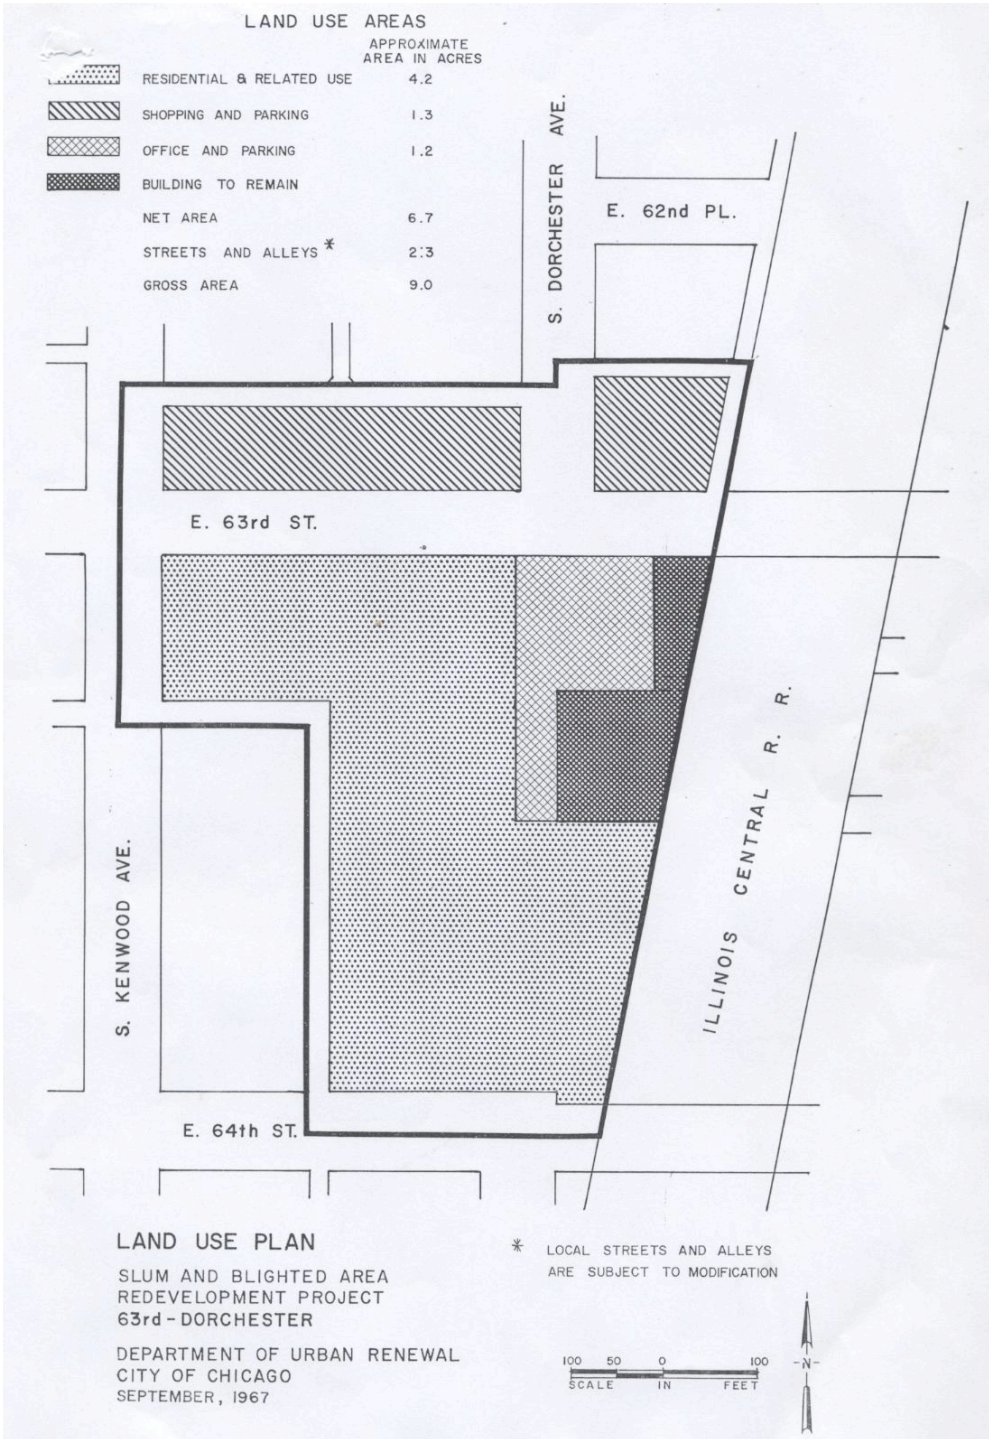 LAND USE AREAS
APPROXIMATE
AREA IN ACRES
RESIDENTIAL & RELATED USE 4.2
SHOPPING AND PARKING 1.3
OFFICE AND PARKING 1.2
BUILDING TO REMAIN
NET AREA 6.7
STREETS AND ALLEYS * 2.3
GROSS AREA 9.0
S. DORCHESTER AVE.
E. 62nd PL.
E. 63rd ST.
ILLINOIS CENTRAL R. R.
S. KENWOOD AVE.
E. 64th ST.
LAND USE PLAN
SLUM AND BLIGHTED AREA
REDEVELOPMENT PROJECT
63rd - DORCHESTER
DEPARTMENT OF URBAN RENEWAL
CITY OF CHICAGO
SEPTEMBER, 1967
* LOCAL STREETS AND ALLEYS
ARE SUBJECT TO MODIFICATION
100 50 0 100
SCALE IN FEET
-N-